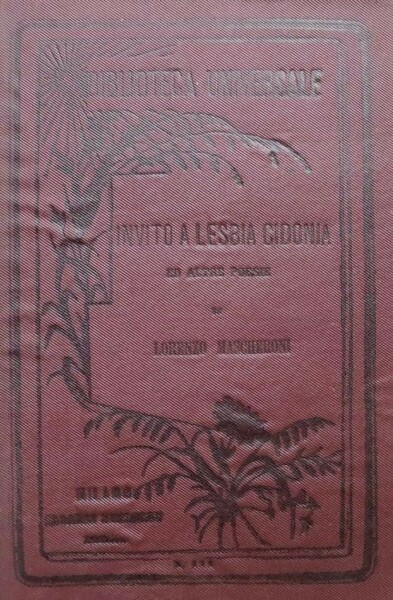 BIBLIOTECA UNIVERSALE
INVITO A LESBIA CIDONIA
ED ALTRE POESIE
DI
LORENZO MASCHERONI
MILANO